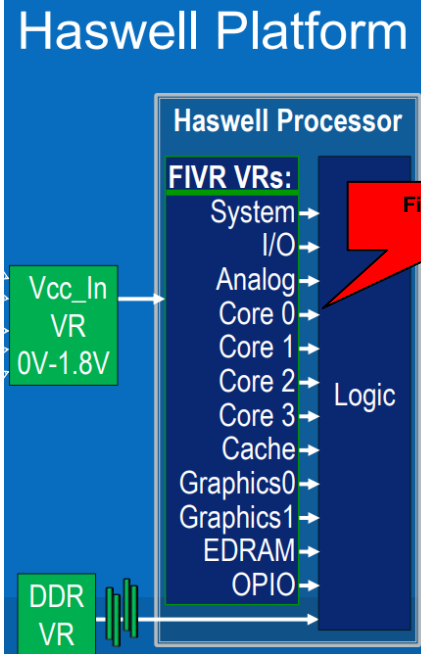 Haswell Platform
Haswell Processor
FIVR VRs:
System
I/O
Analog
Core 0
Core 1
Core 2
Core 3
Cache
Graphics0
Graphics1
EDRAM
OPIO
Logic
Fi
Vcc_In
VR
0V-1.8V
DDR
VR